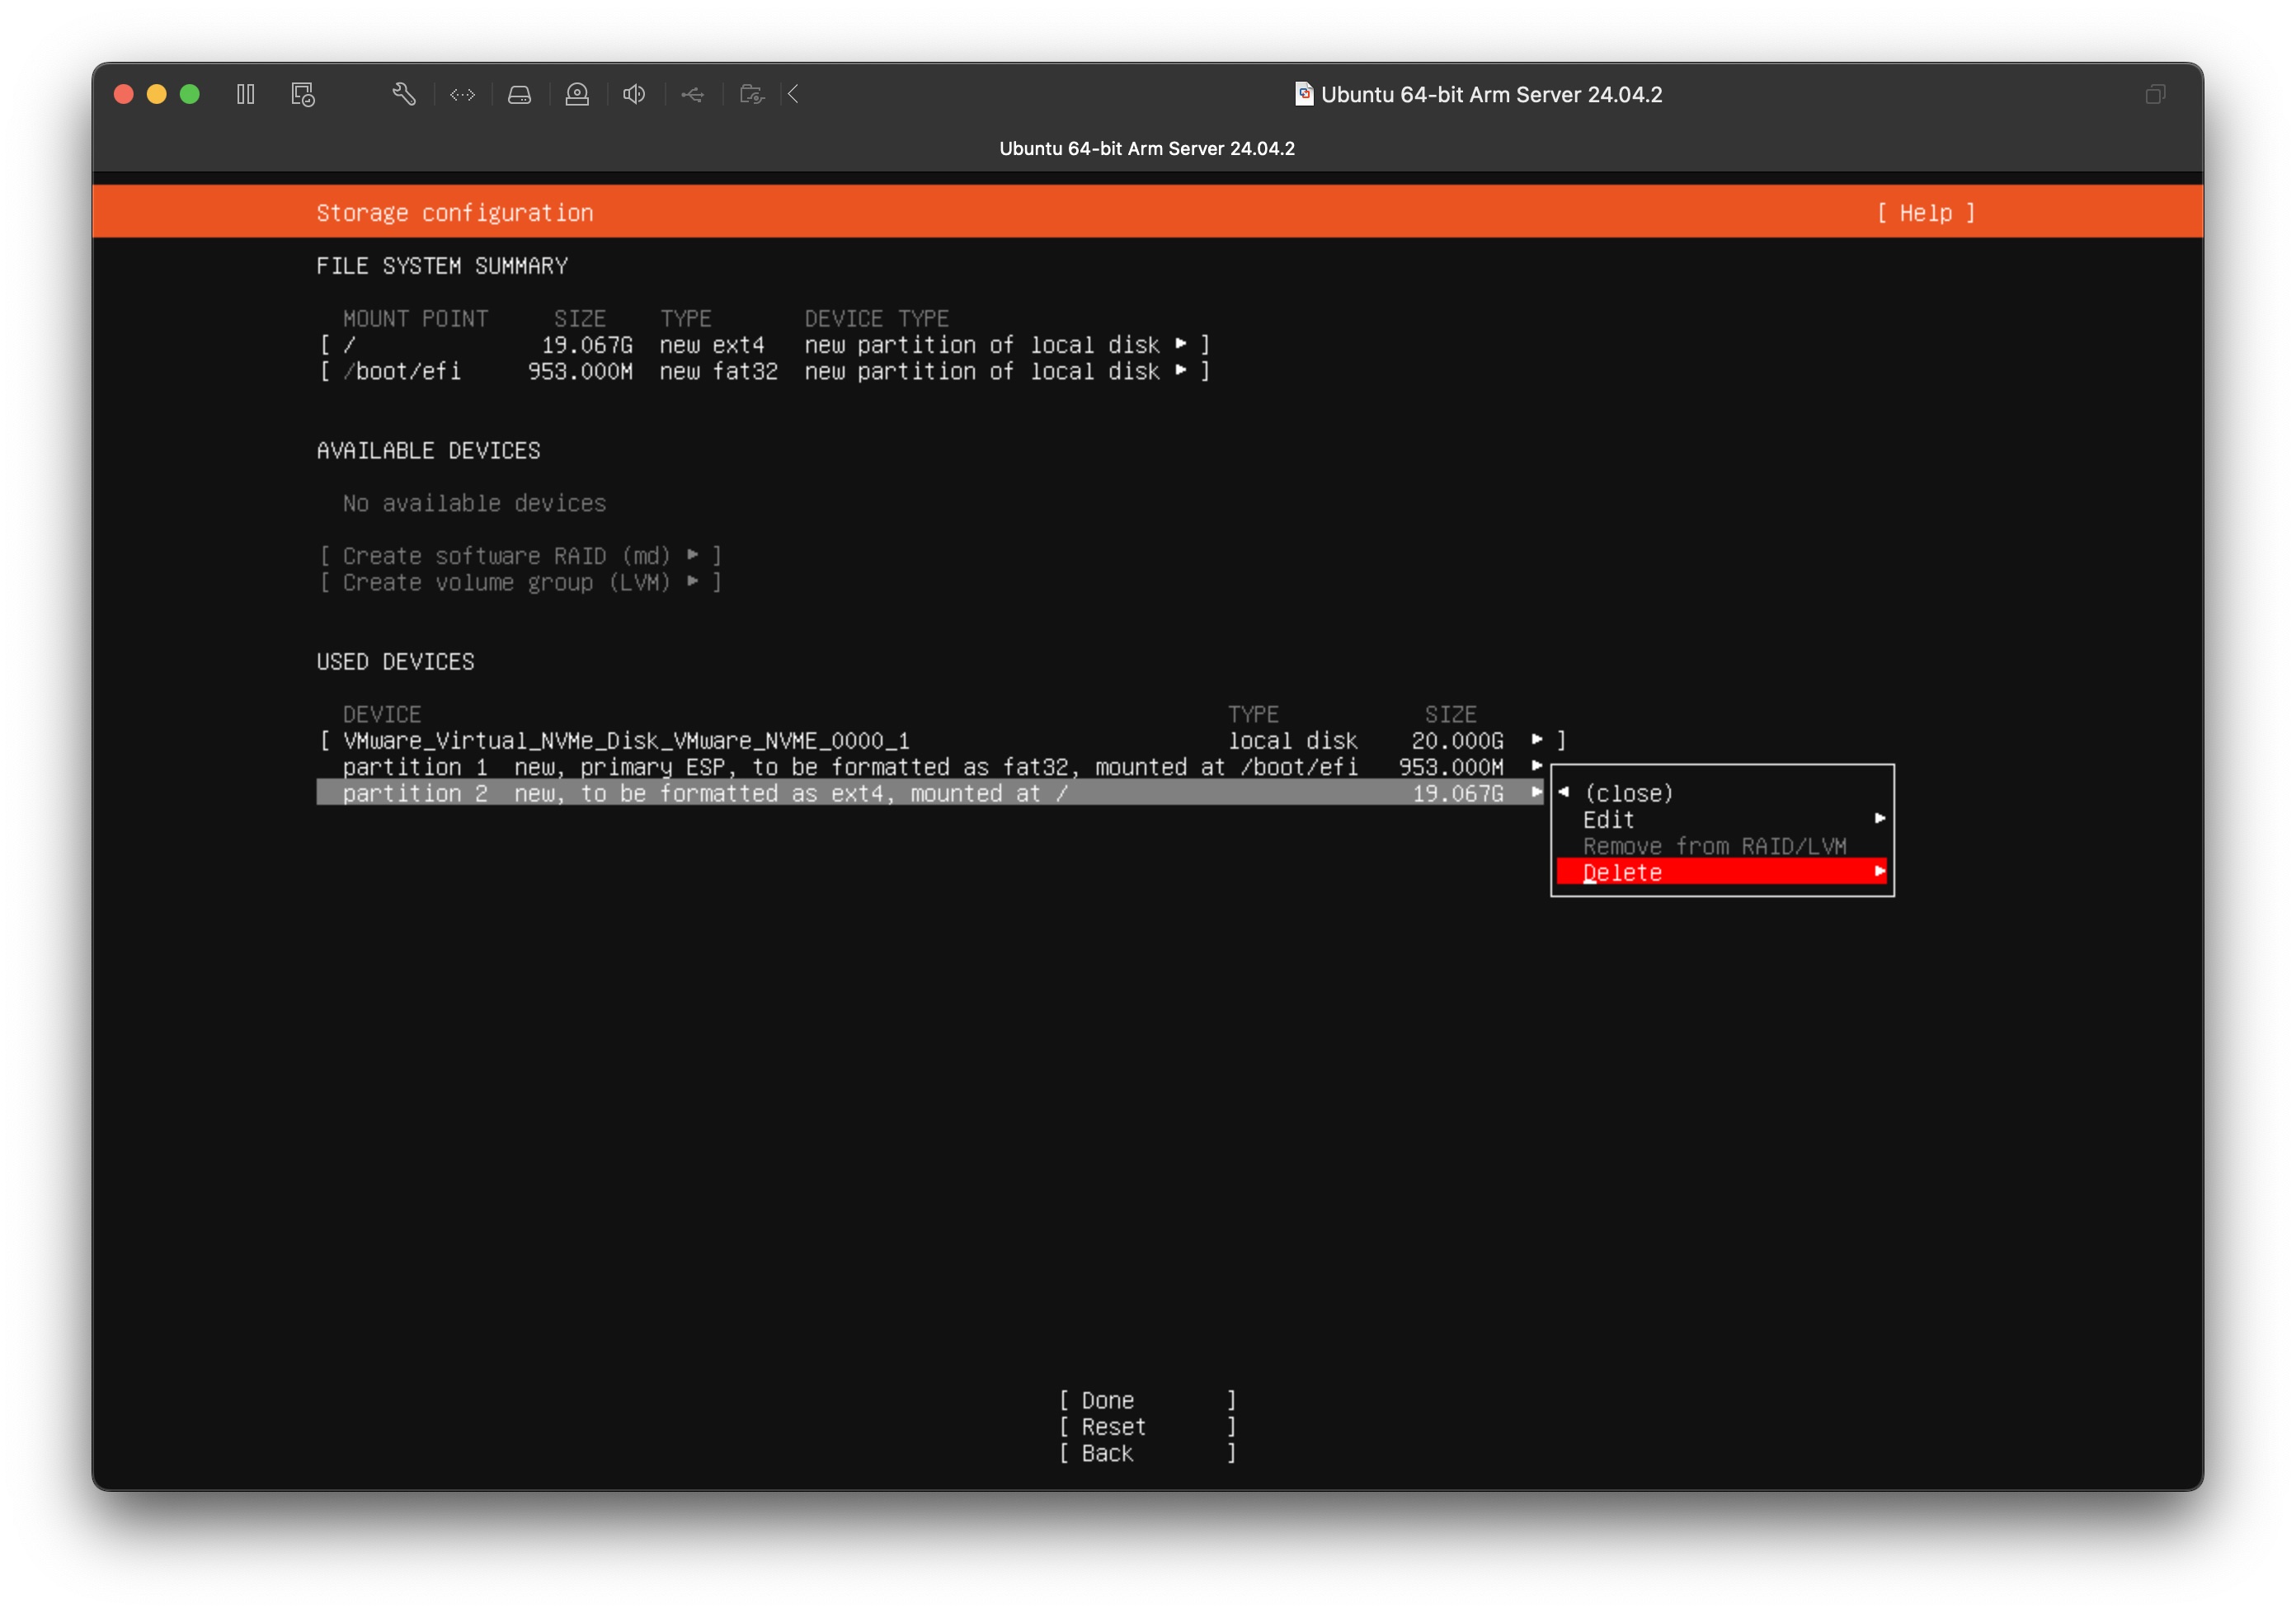 Ubuntu 64-bit Arm Server 24.04.2
Ubuntu 64-bit Arm Server 24.04.2
Storage configuration [ Help ]
FILE SYSTEM SUMMARY
MOUNT POINT SIZE TYPE DEVICE TYPE
[ / 19.067G new ext4 new partition of local disk ▸ ]
[ /boot/efi 953.000M new fat32 new partition of local disk ▸ ]
AVAILABLE DEVICES
No available devices
[ Create software RAID (md) ▸ ]
[ Create volume group (LVM) ▸ ]
USED DEVICES
DEVICE TYPE SIZE
[ VMware_Virtual_NVMe_Disk_VMware_NVME_0000_1 local disk 20.000G ▸ ]
partition 1 new, primary ESP, to be formatted as fat32, mounted at /boot/efi 953.000M ▸
partition 2 new, to be formatted as ext4, mounted at / 19.067G ▸
◂ (close)
Edit ▸
Remove from RAID/LVM
Delete ▸
[ Done ]
[ Reset ]
[ Back ]